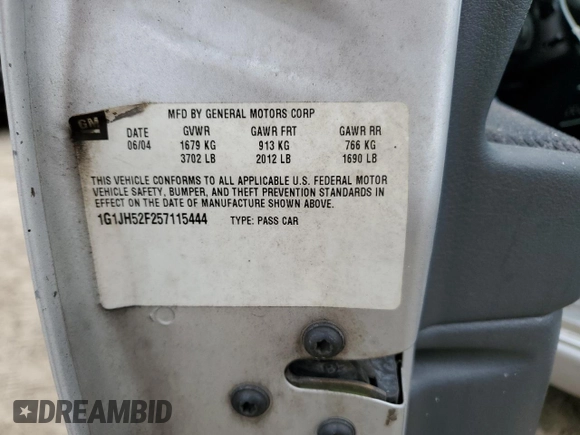 GM
MFD BY GENERAL MOTORS CORP
DATE GVWR GAWR FRT GAWR RR
06/04 1679 KG 913 KG 766 KG
3702 LB 2012 LB 1690 LB
THIS VEHICLE CONFORMS TO ALL APPLICABLE U.S. FEDERAL MOTOR
VEHICLE SAFETY, BUMPER, AND THEFT PREVENTION STANDARDS IN
EFFECT ON THE DATE OF MANUFACTURE SHOWN ABOVE.
1G1JH52F257115444 TYPE: PASS CAR
DREAMBID